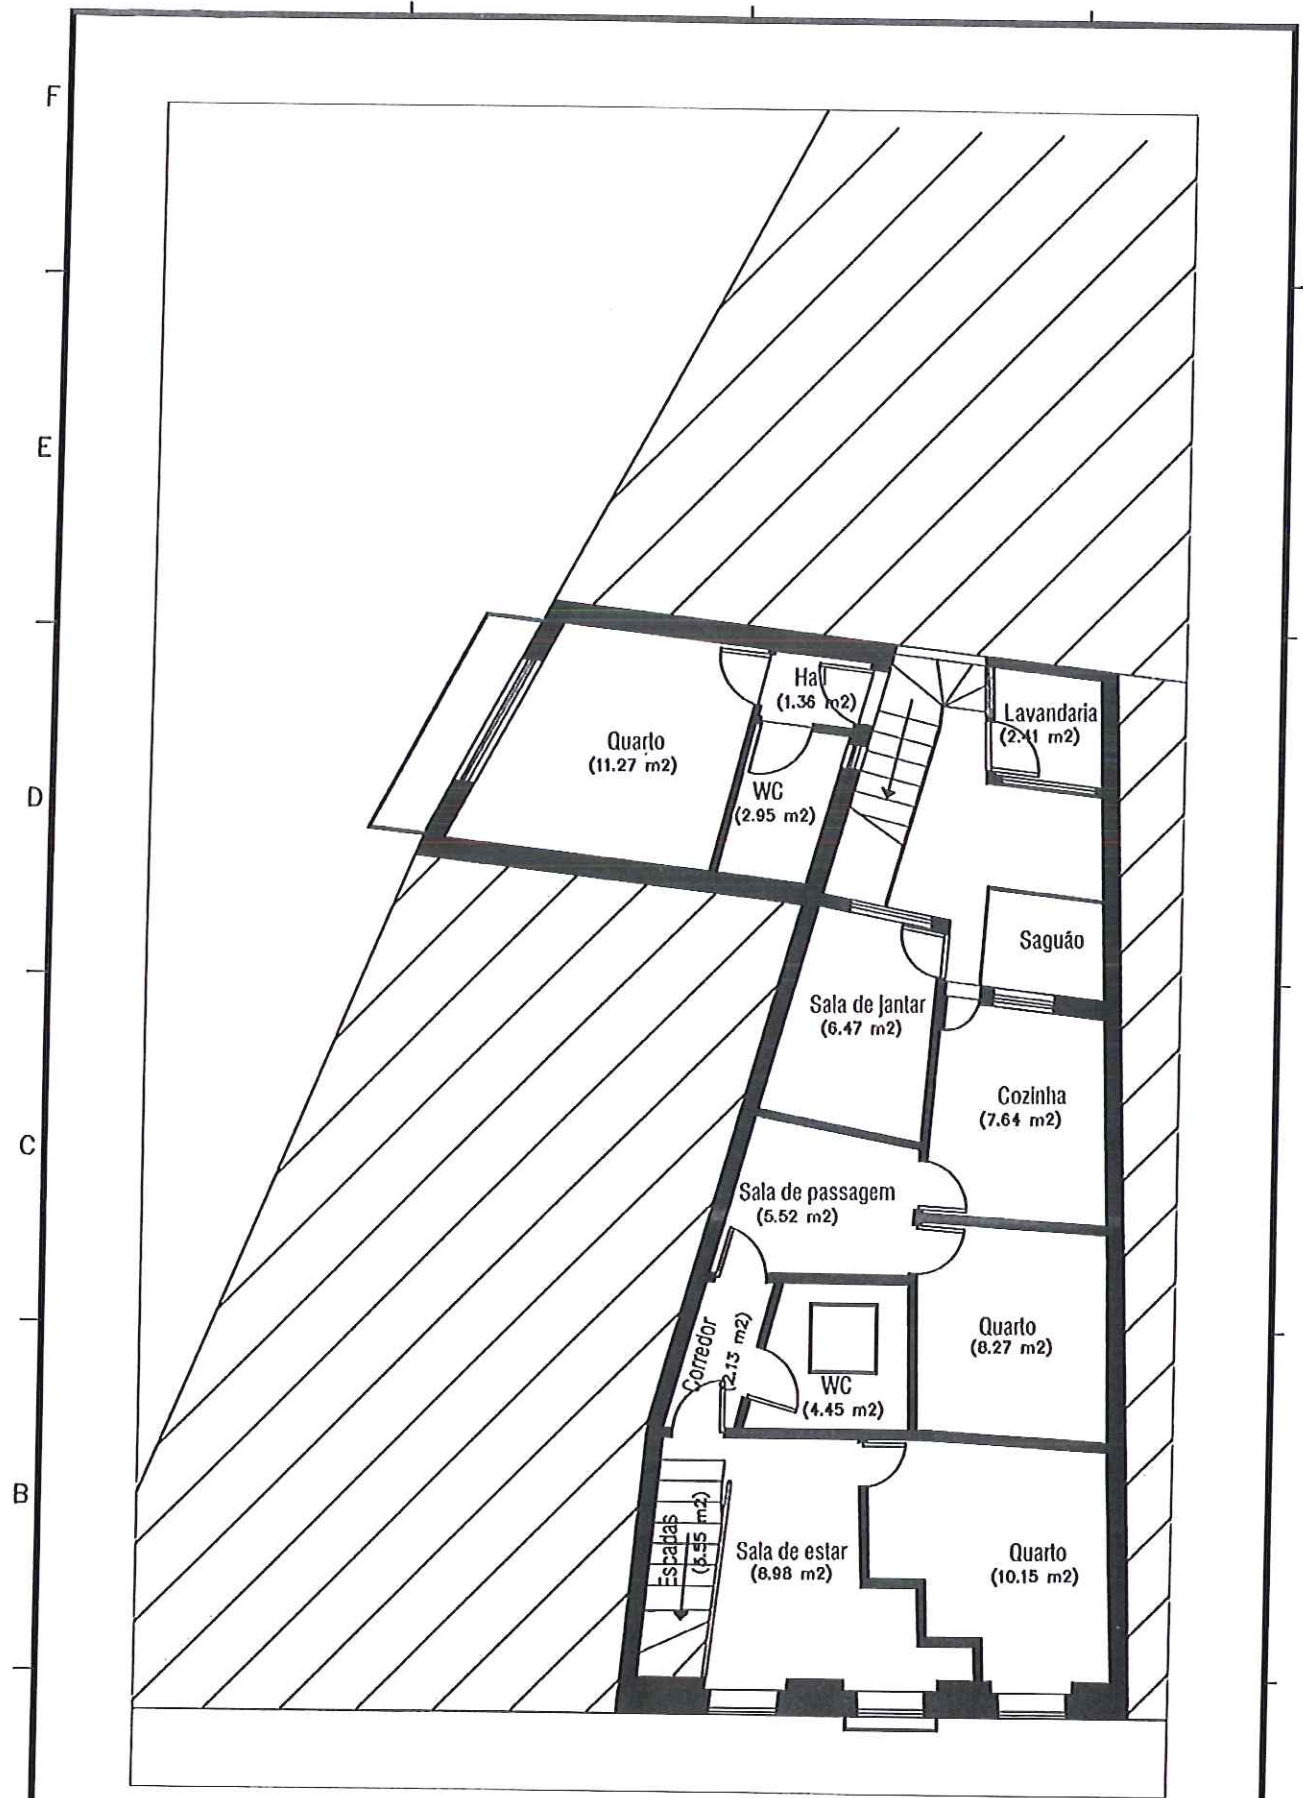 F
E
D
C
B
Hall
(1.36 m2)
Lavandaria
(2.41 m2)
Quarto
(11.27 m2)
WC
(2.95 m2)
Saguão
Sala de jantar
(6.47 m2)
Cozinha
(7.64 m2)
Sala de passagem
(5.52 m2)
Corredor
(2.13 m2)
Quarto
(8.27 m2)
WC
(4.45 m2)
Escadas
(3.55 m2)
Sala de estar
(8.98 m2)
Quarto
(10.15 m2)